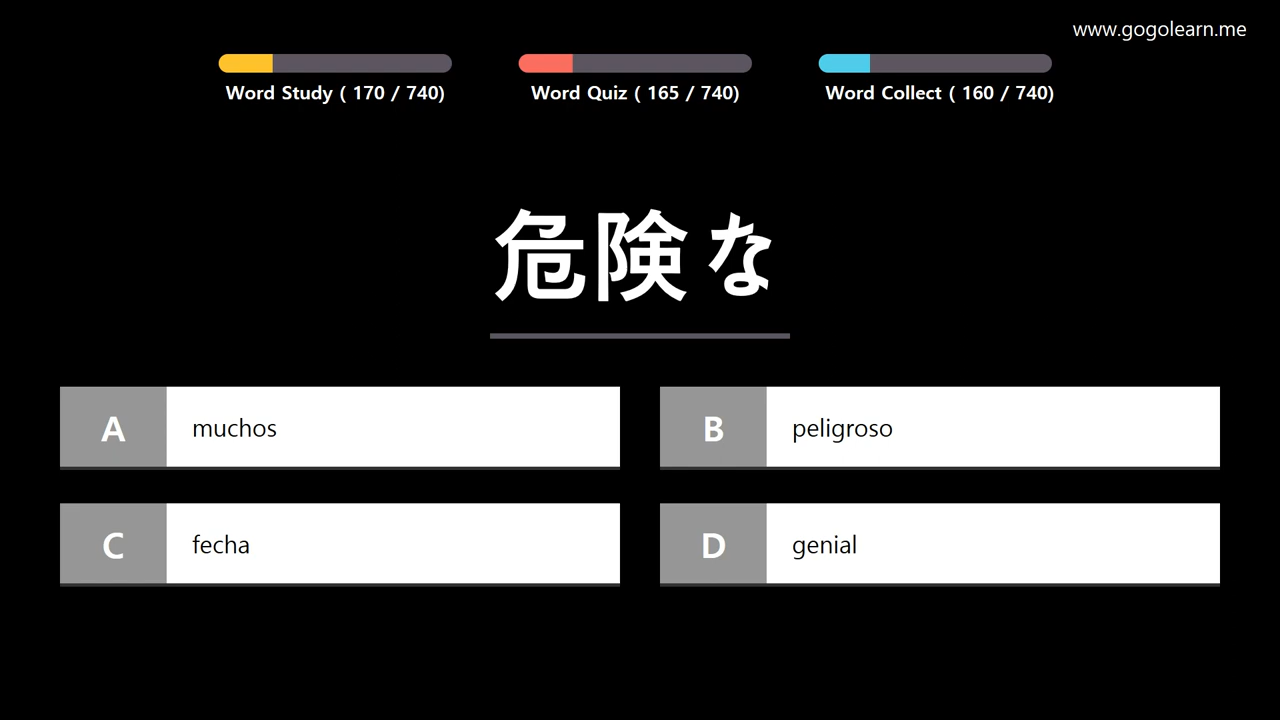 www.gogolearn.me
Word Study ( 170 / 740)
Word Quiz ( 165 / 740)
Word Collect ( 160 / 740)
危険な
A muchos
B peligroso
C fecha
D genial